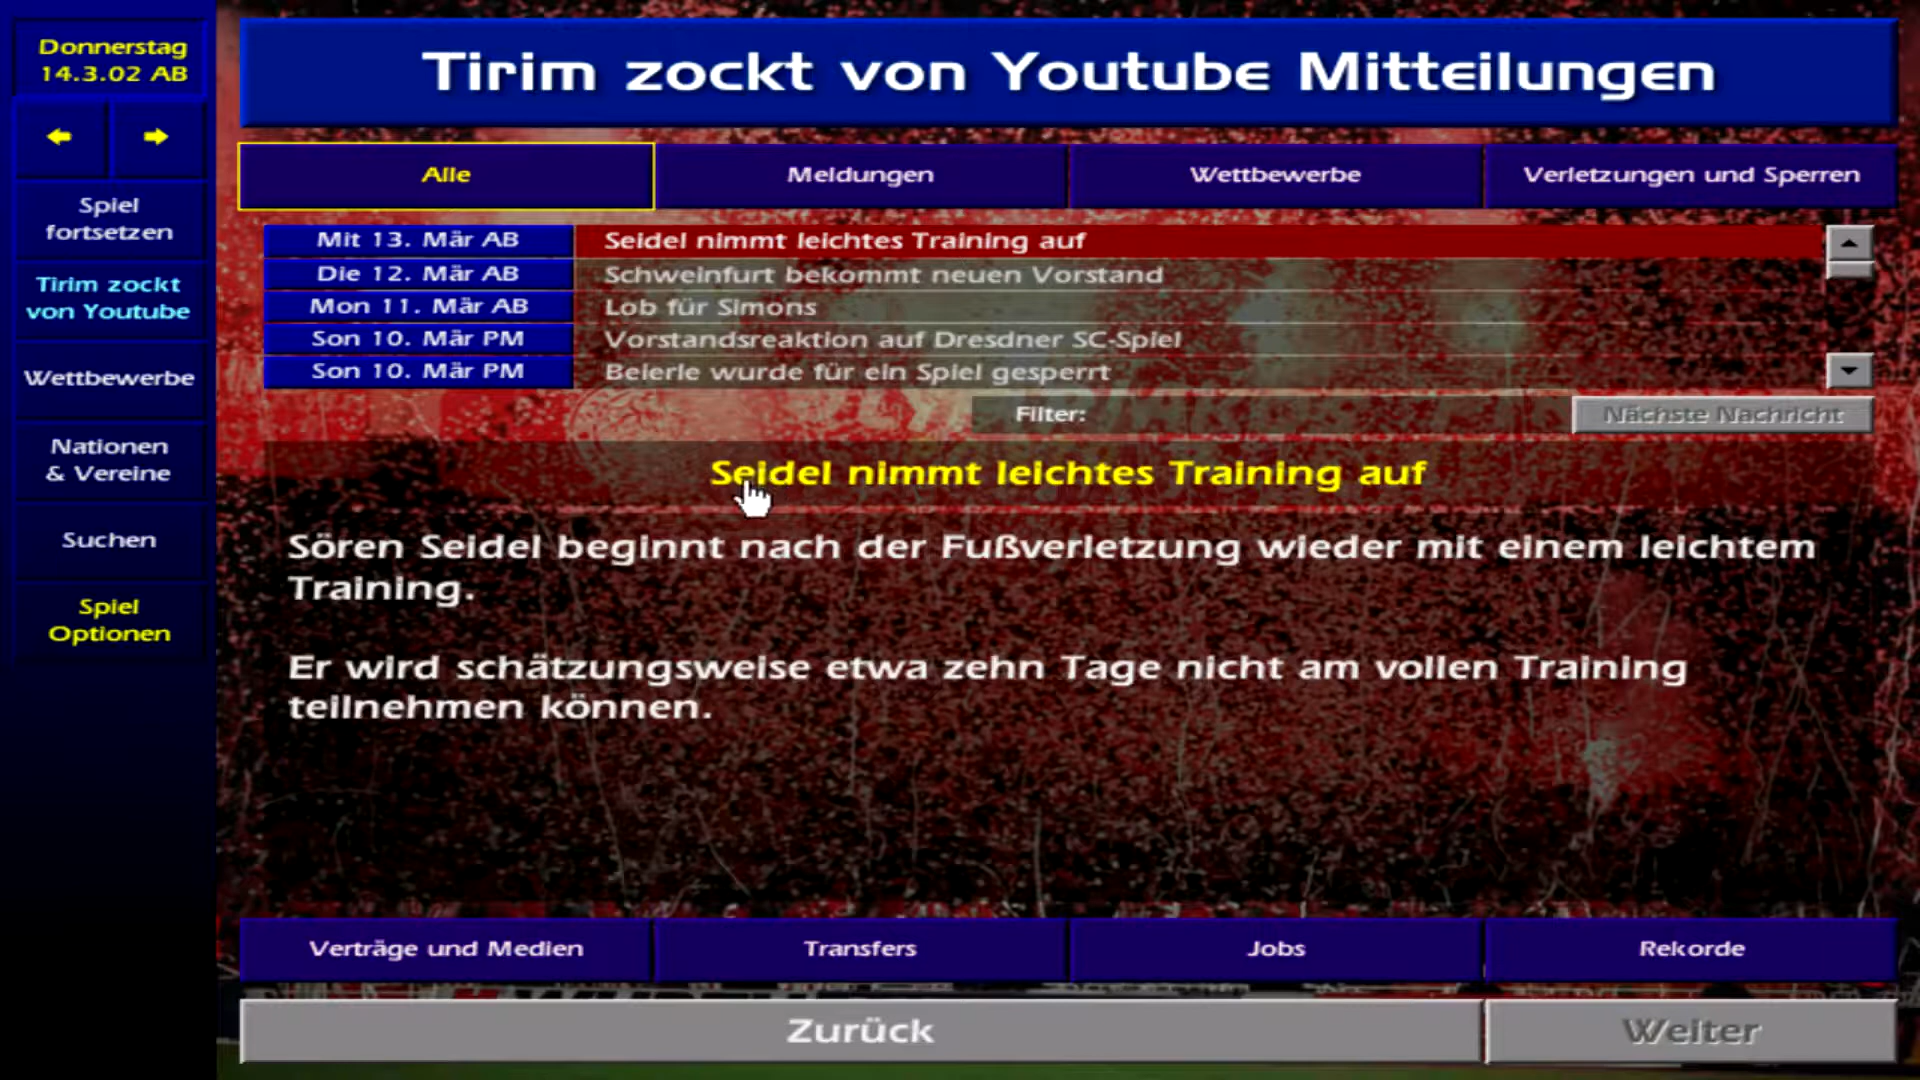 Donnerstag
14.3.02 AB
Spiel
fortsetzen
Tirim zockt
von Youtube
Wettbewerbe
Nationen
& Vereine
Suchen
Spiel
Optionen
Tirim zockt von Youtube Mitteilungen
Alle Meldungen Wettbewerbe Verletzungen und Sperren
Mit 13. Mär AB Seidel nimmt leichtes Training auf
Die 12. Mär AB Schweinfurt bekommt neuen Vorstand
Mon 11. Mär AB Lob für Simons
Son 10. Mär PM Vorstandsreaktion auf Dresdner SC-Spiel
Son 10. Mär PM Beierle wurde für ein Spiel gesperrt
Filter: Nächste Nachricht
Seidel nimmt leichtes Training auf
Sören Seidel beginnt nach der Fußverletzung wieder mit einem leichtem
Training.
Er wird schätzungsweise etwa zehn Tage nicht am vollen Training
teilnehmen können.
Verträge und Medien Transfers Jobs Rekorde
Zurück Weiter